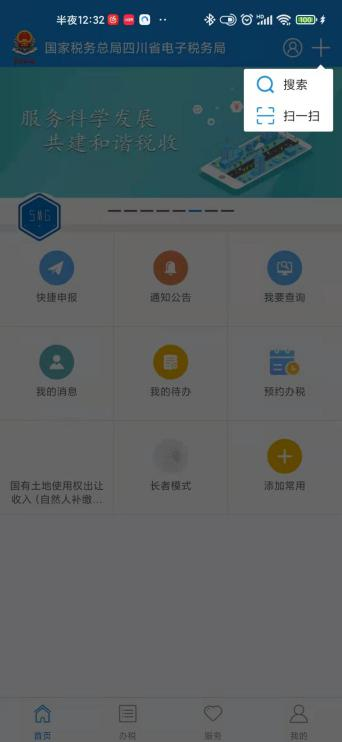 半夜12:32
100
国家税务总局四川省电子税务局
搜索
扫一扫
服务科学发展
共建和谐税收
快捷申报
通知公告
我要查询
我的消息
我的待办
预约办税
国有土地使用权出让
收入(自然人补缴...
长者模式
添加常用
首页
办税
服务
我的